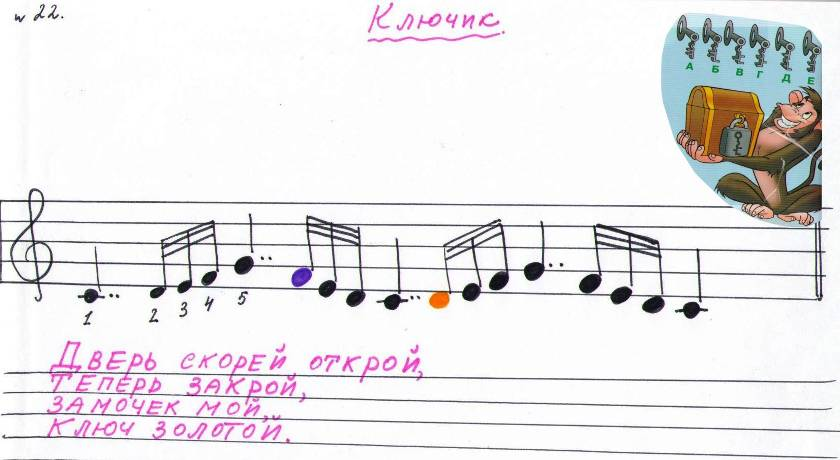 № 22.
Ключик.
А Б В Г Д Е
1 2 3 4 5
Дверь скорей открой,
Теперь закрой,
Замочек мой,
Ключ золотой.